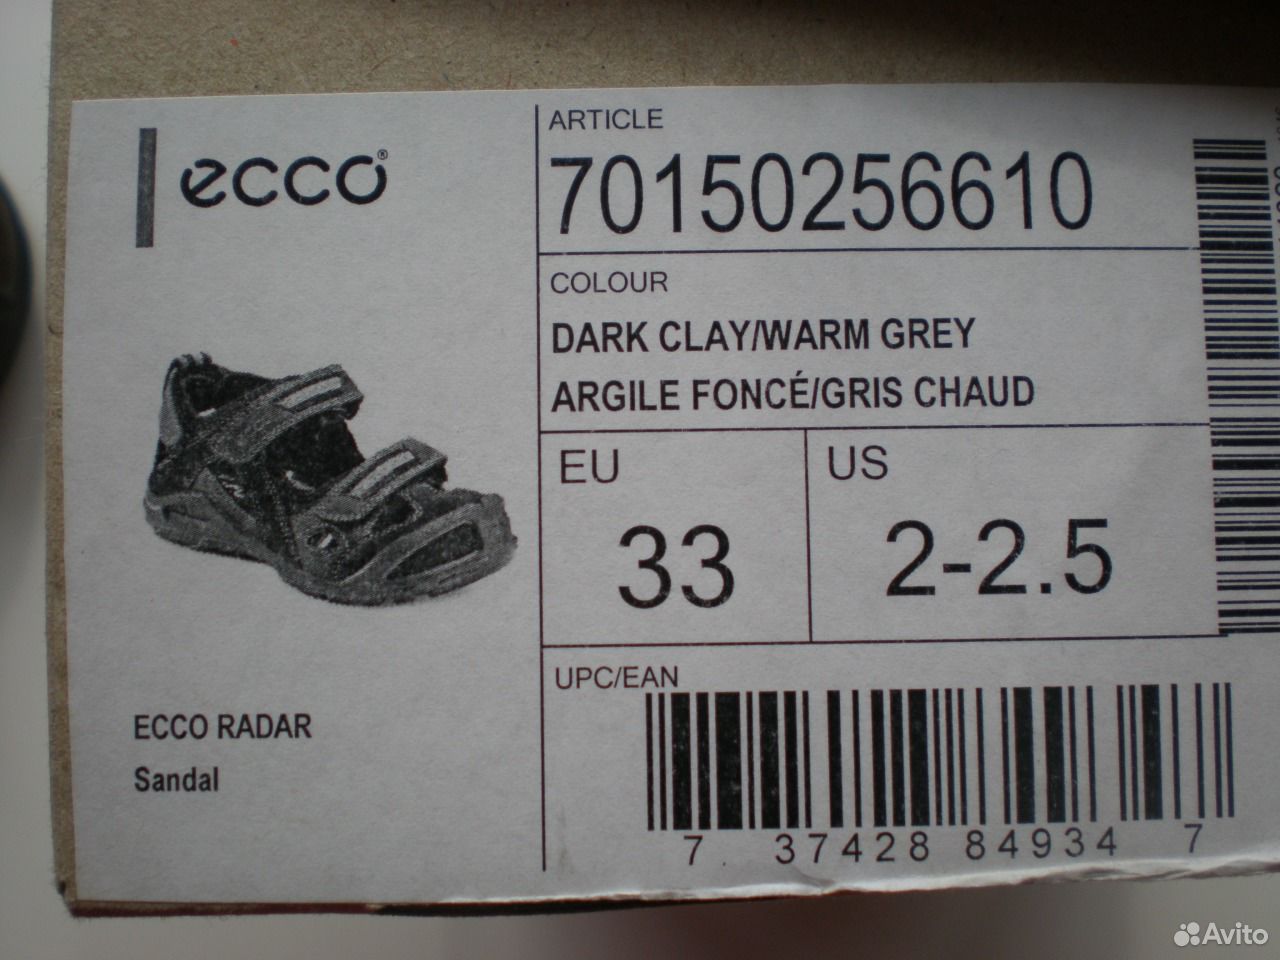 ecco®
ARTICLE
70150256610
COLOUR
DARK CLAY/WARM GREY
ARGILE FONCÉ/GRIS CHAUD
EU
33
US
2-2.5
UPC/EAN
7 37428 84934 7
ECCO RADAR
Sandal
Avito